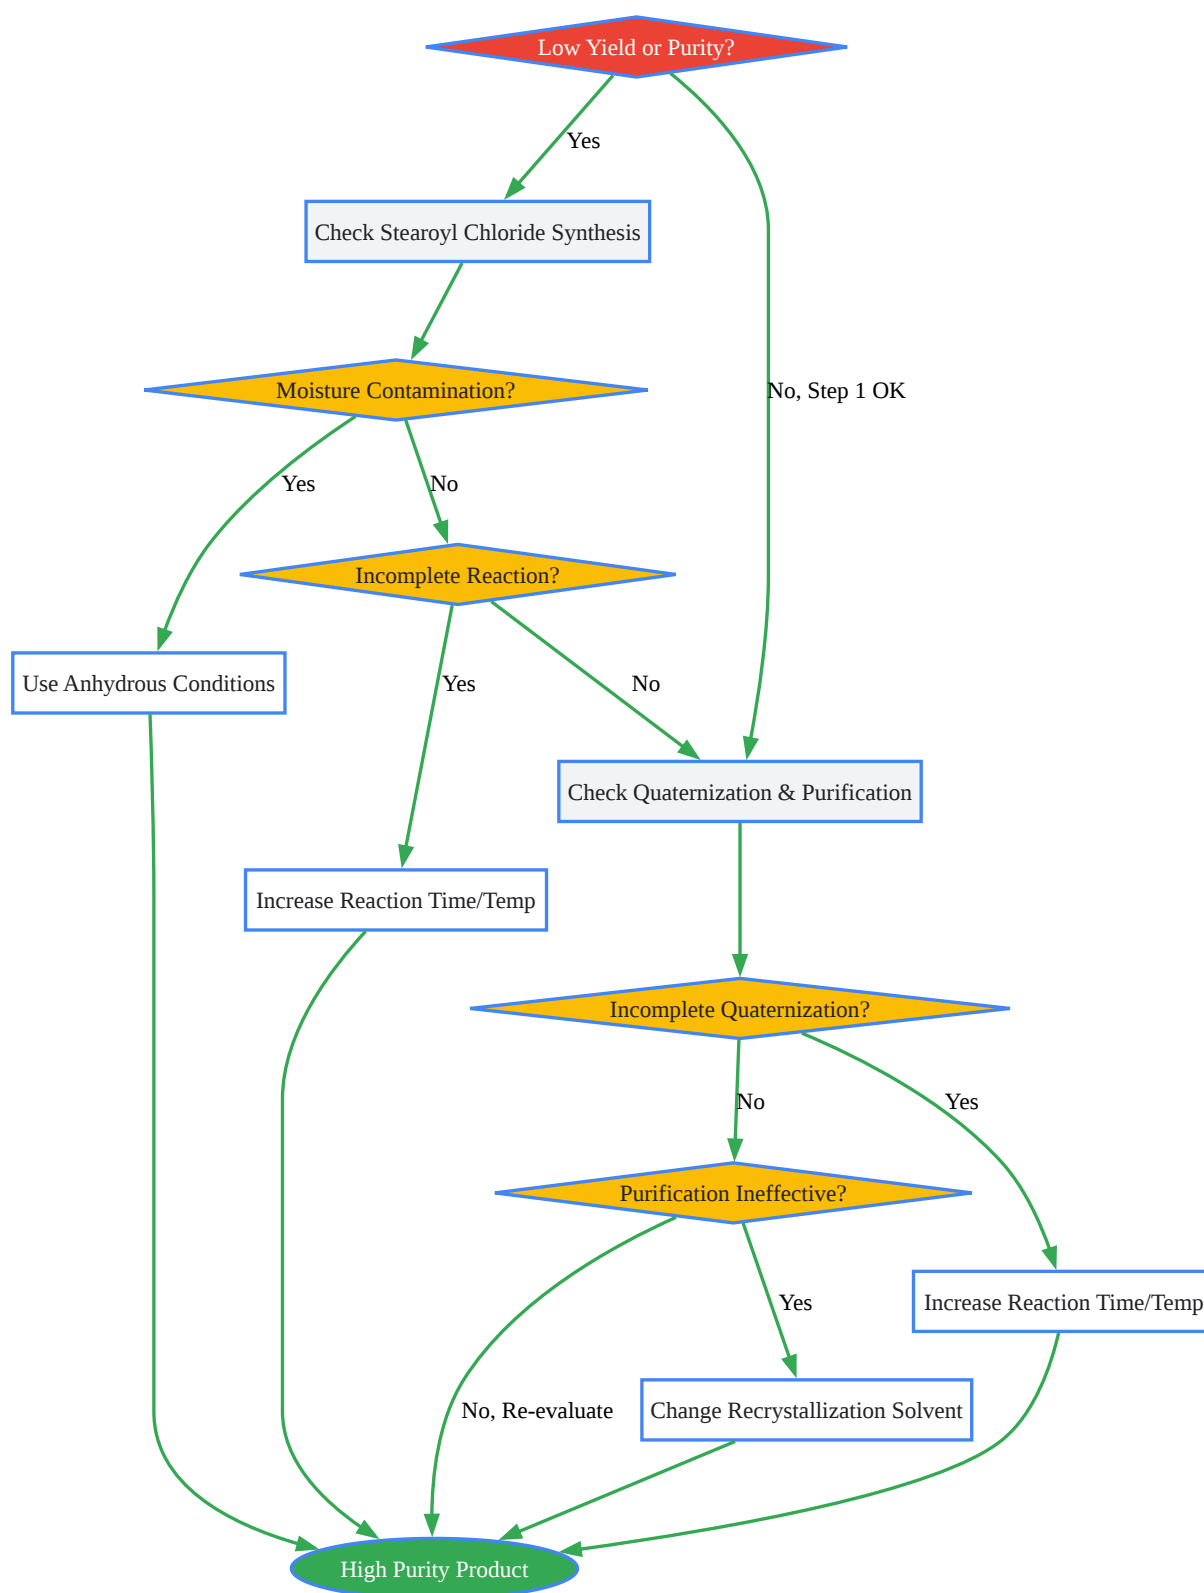 Low Yield or Purity?
Yes
Check Stearoyl Chloride Synthesis
Moisture Contamination?
No, Step 1 OK
Yes
No
Incomplete Reaction?
Use Anhydrous Conditions
Yes
No
Check Quaternization & Purification
Increase Reaction Time/Temp
Incomplete Quaternization?
No
Yes
Purification Ineffective?
Yes
Increase Reaction Time/Temp
No, Re-evaluate
Change Recrystallization Solvent
High Purity Product